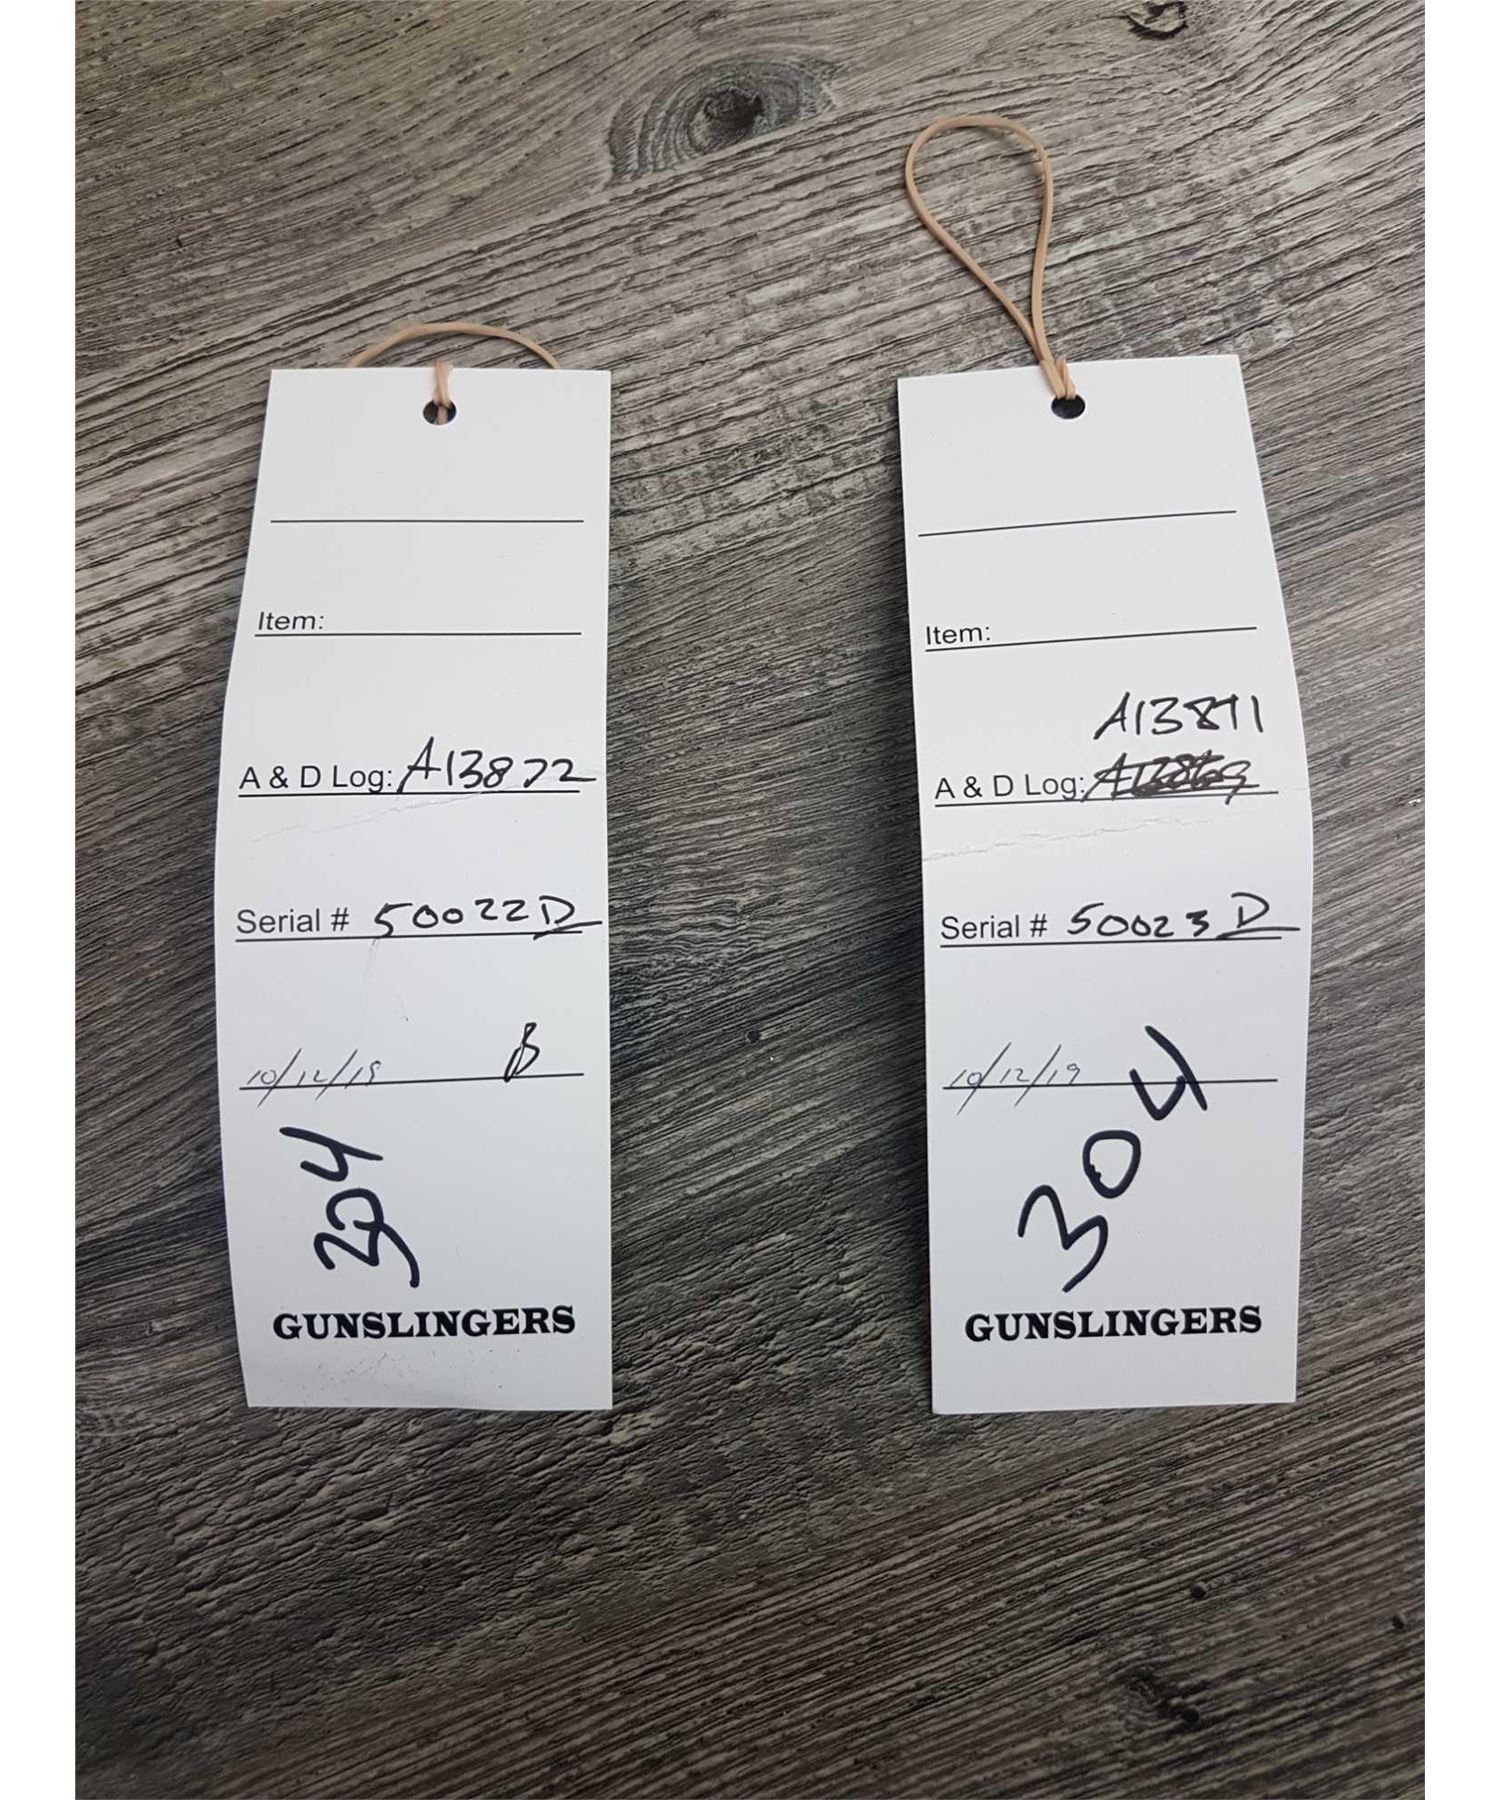 Item:
A & D Log: A13872
Serial # 50022D
10/12/19 B
304
GUNSLINGERS
Item:
A13871
A & D Log: A13869
Serial # 50023D
10/12/19
304
GUNSLINGERS